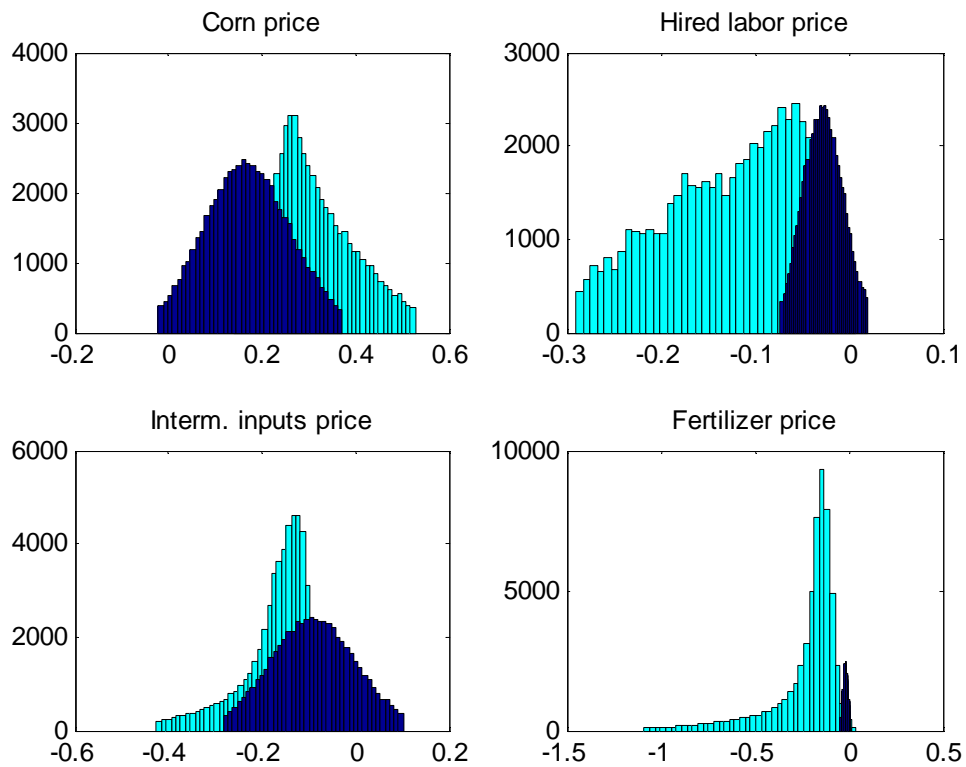 Corn price
4000
3000
2000
1000
0
-0.2 0 0.2 0.4 0.6
Hired labor price
3000
2000
1000
0
-0.3 -0.2 -0.1 0 0.1
Interm. inputs price
6000
4000
2000
0
-0.6 -0.4 -0.2 0 0.2
Fertilizer price
10000
5000
0
-1.5 -1 -0.5 0 0.5